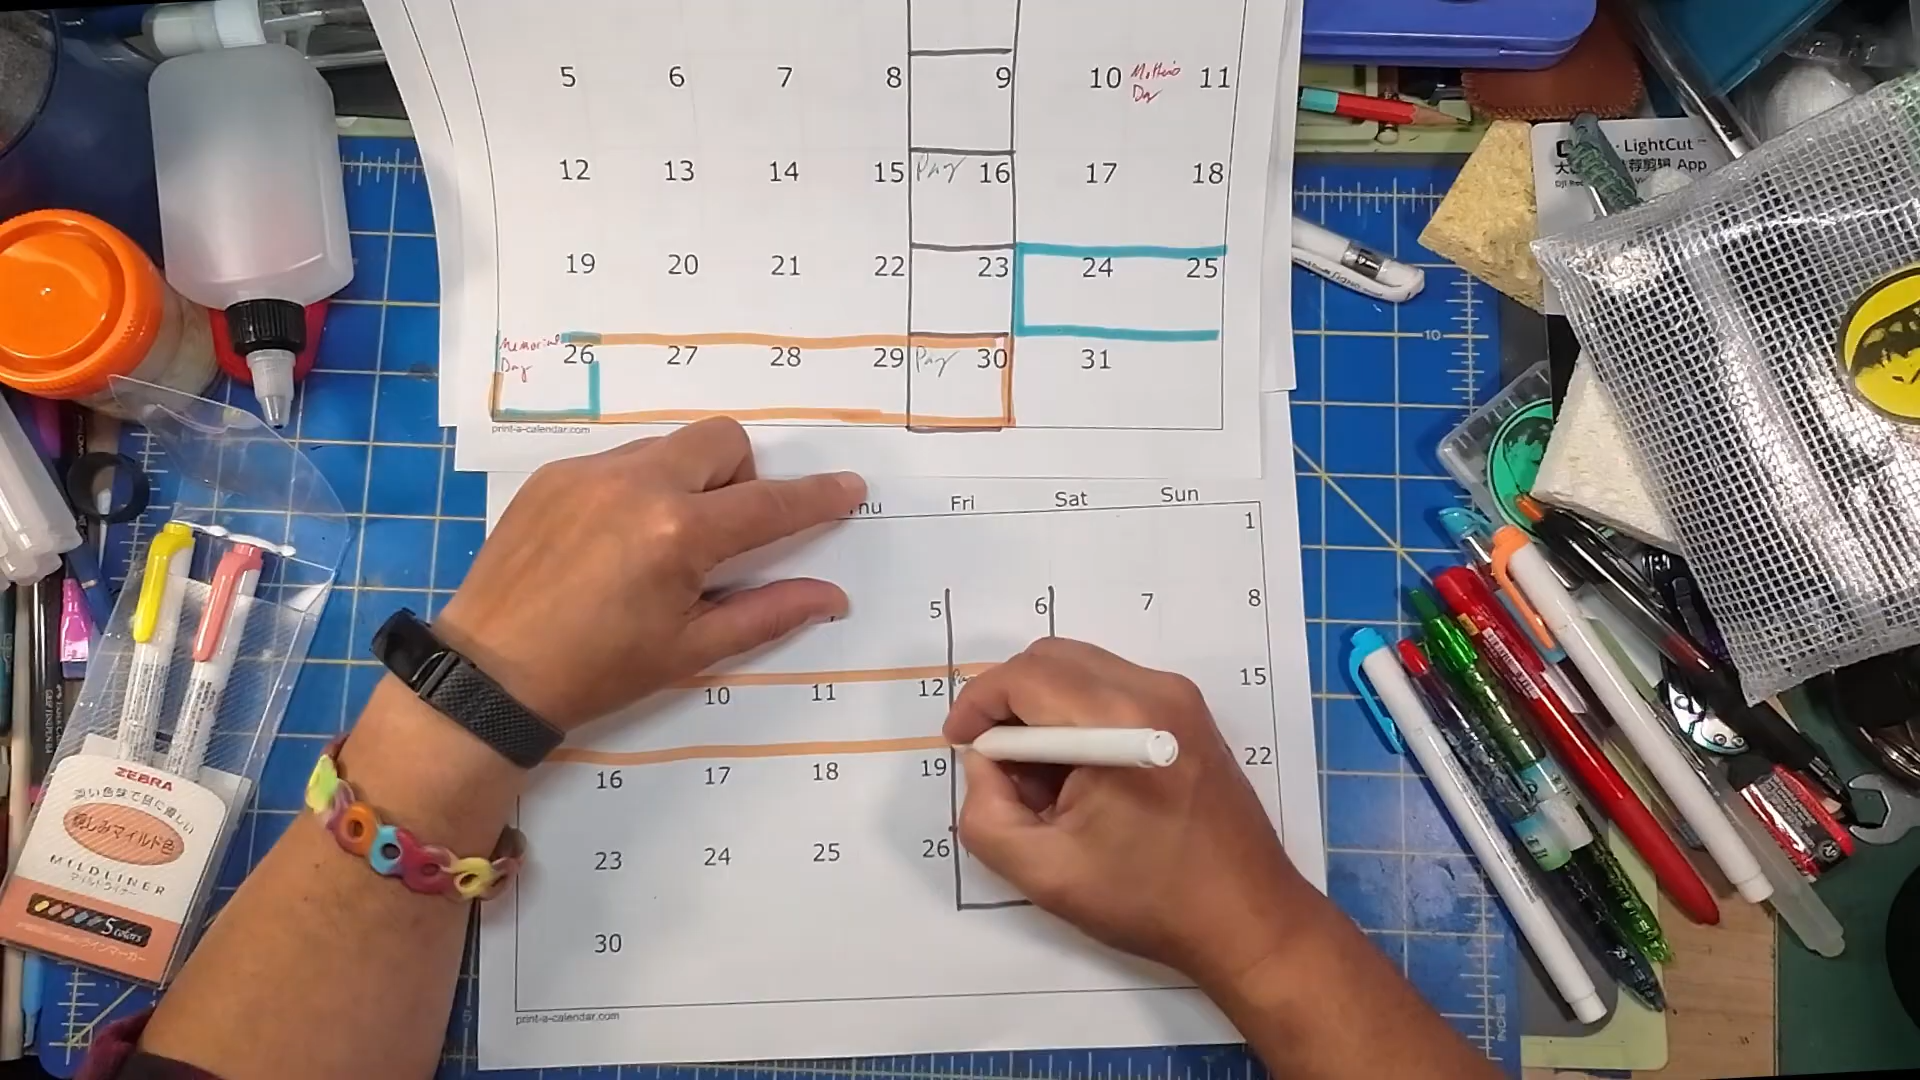 5 6 7 8 9 10 Mother's 11
Day
12 13 14 15 Pay 16 17 18
19 20 21 22 23 24 25
Memorial
Day 26 27 28 29 Pay 30 31
print-a-calendar.com
Fri Sat Sun
1
5 6 7 8
10 11 12 15
16 17 18 19 22
23 24 25 26
30
print-a-calendar.com
ZEBRA
MILDLINER
5 colors
LightCut
App
10
INCHES